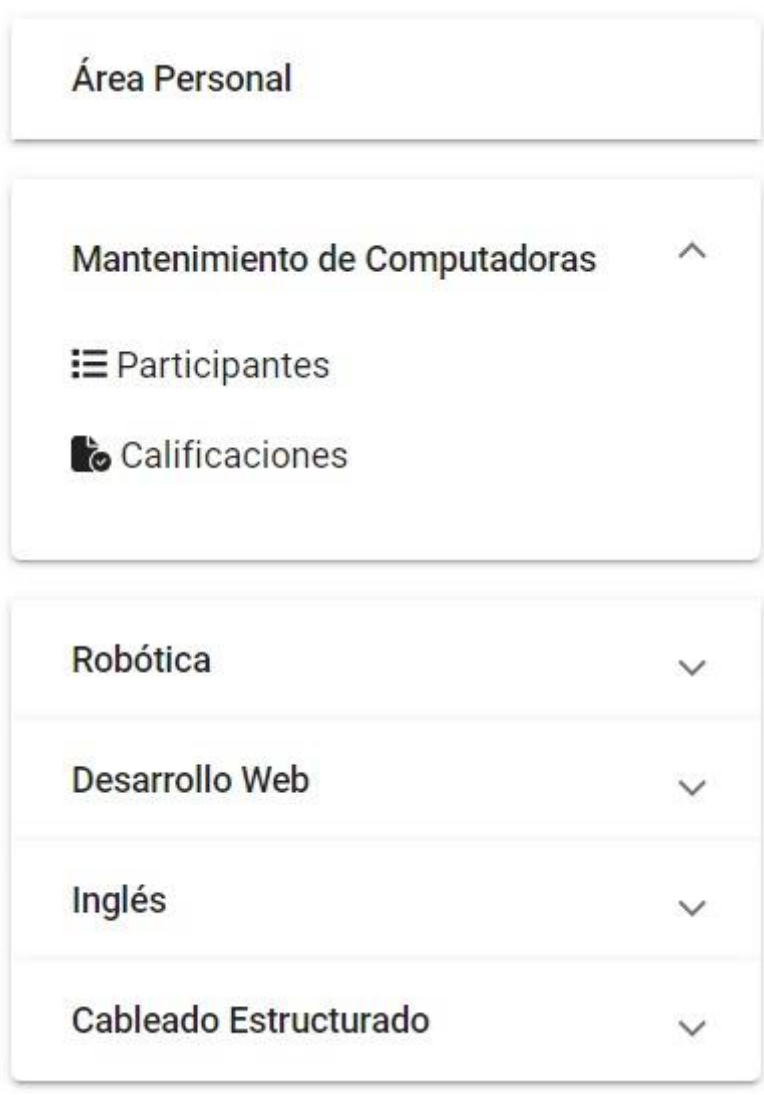 Área Personal
Mantenimiento de Computadoras
Participantes
Calificaciones
Robótica
Desarrollo Web
Inglés
Cableado Estructurado